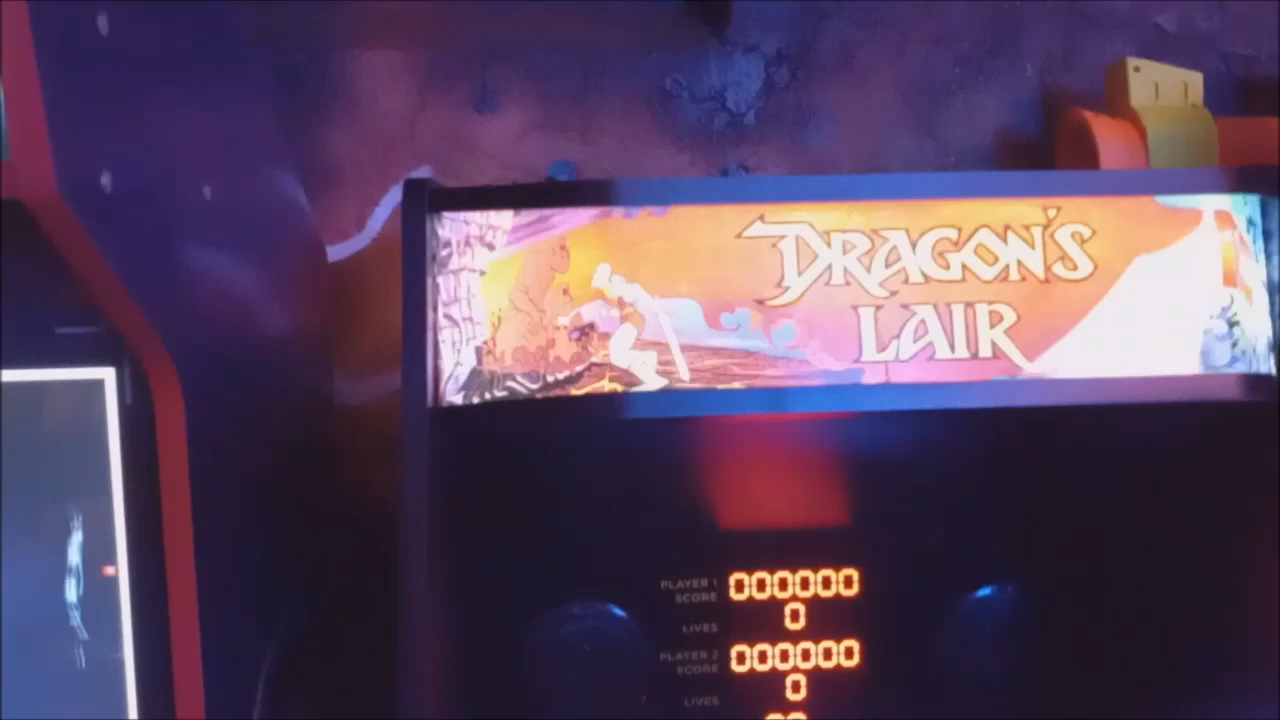 DRAGON'S
LAIR
PLAYER 1
SCORE 000000
LIVES 0
PLAYER 2
SCORE 000000
LIVES 0